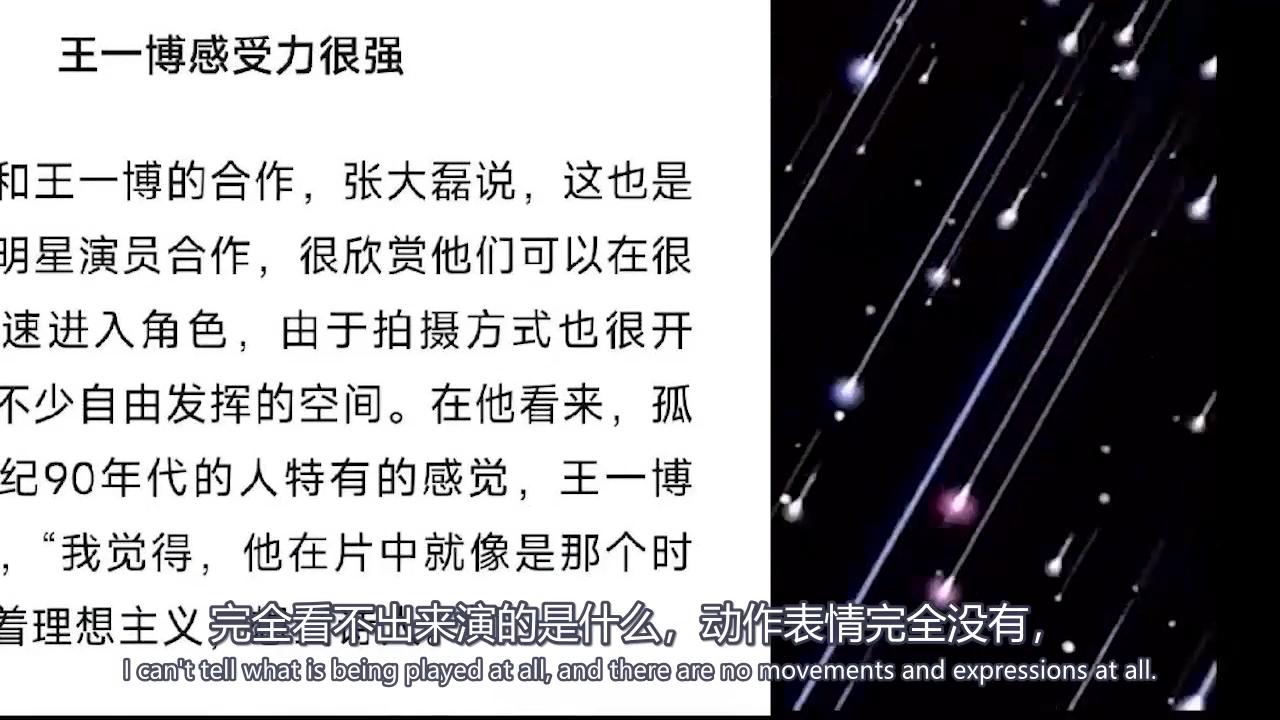 王一博感受力很强
和王一博的合作，张大磊说，这也是
明星演员合作，很欣赏他们可以在很
速进入角色，由于拍摄方式也很开
不少自由发挥的空间。在他看来，孤
纪90年代的人特有的感觉，王一博
，“我觉得，他在片中就像是那个时
着理想主义，
完全看不出来演的是什么，动作表情完全没有，
I can't tell what is being played at all, and there are no movements and expressions at all.